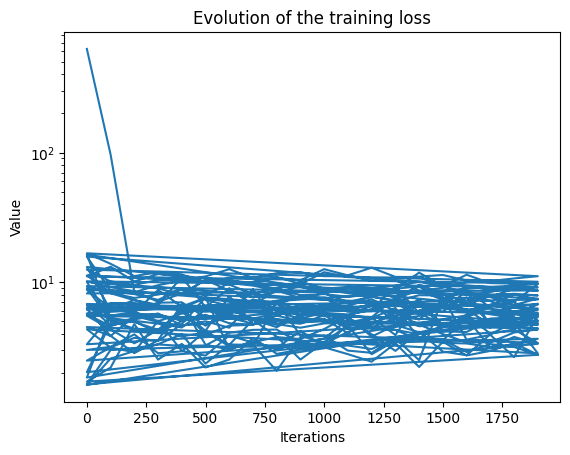 Evolution of the training loss
Value
10²
10¹
0 250 500 750 1000 1250 1500 1750
Iterations